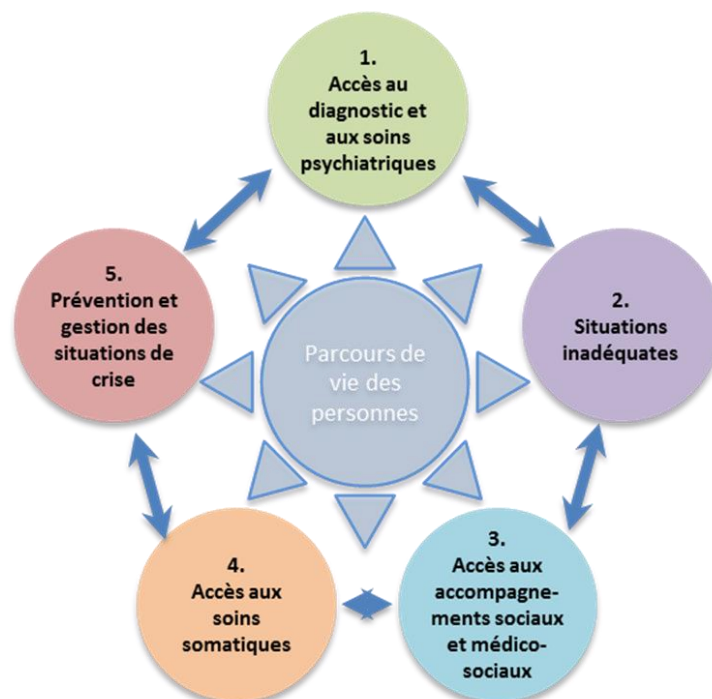 1.
Accès au
diagnostic et
aux soins
psychiatriques
5.
Prévention et
gestion des
situations de
crise
2.
Situations
inadéquates
Parcours de
vie des
personnes
4.
Accès aux
soins
somatiques
3.
Accès aux
accompagne-
ments sociaux
et médico-
sociaux